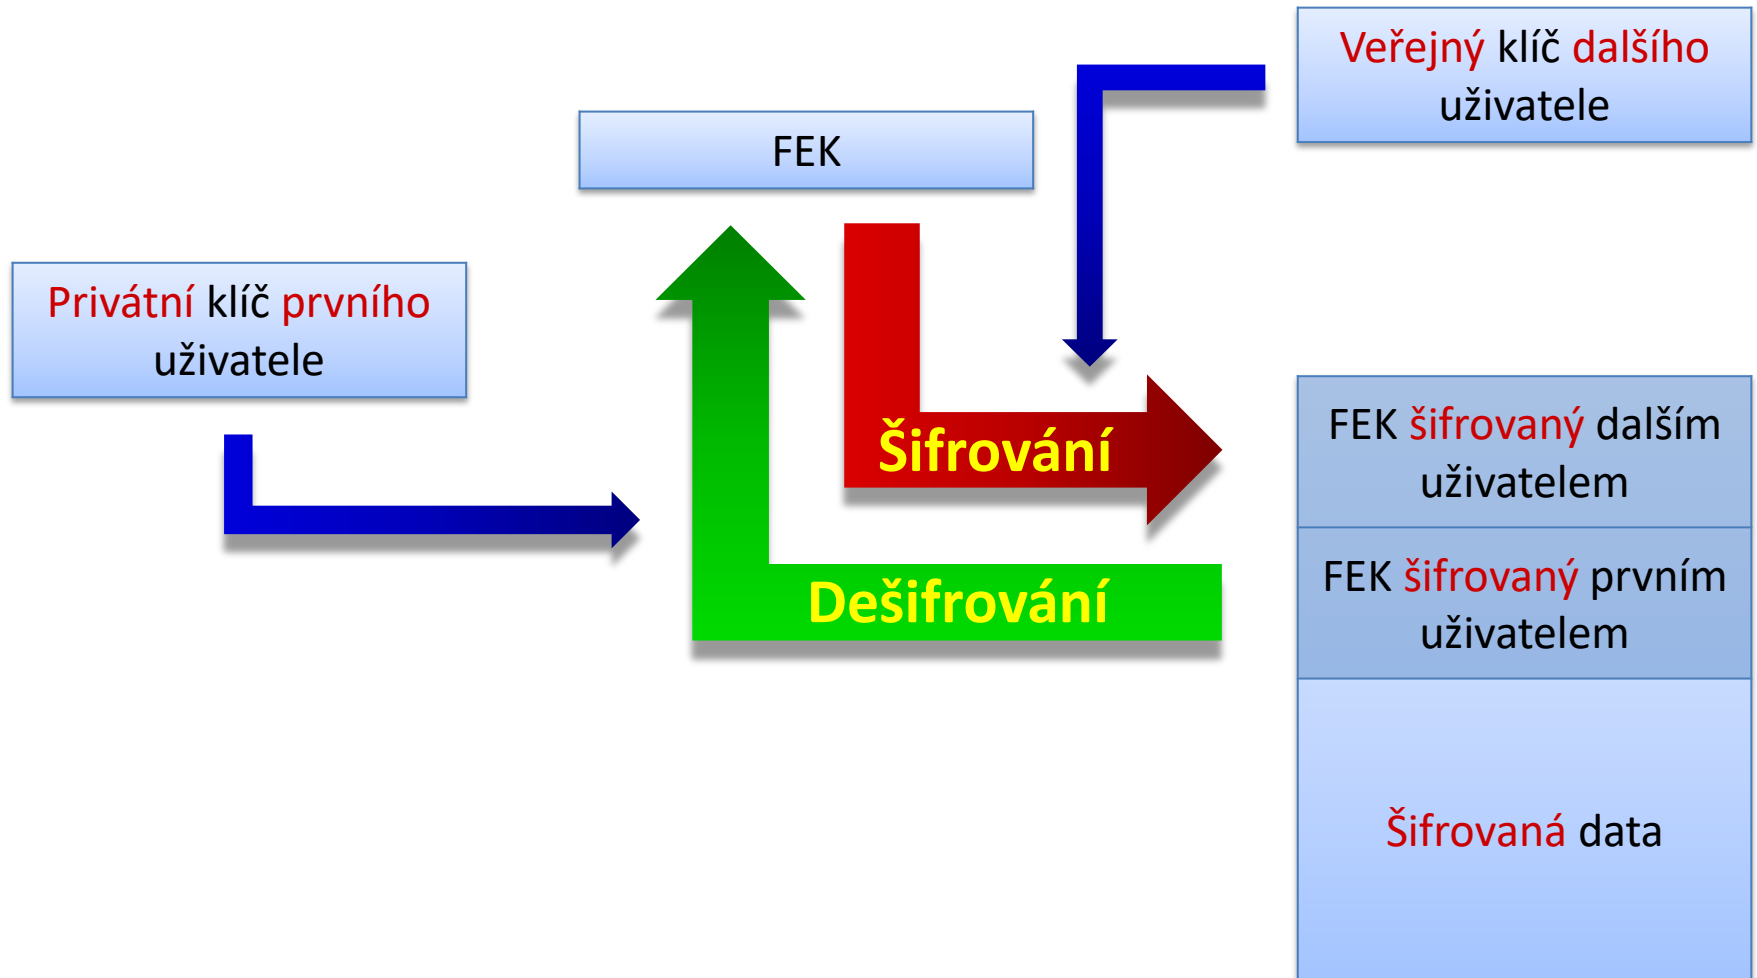 Veřejný klíč dalšího
uživatele
FEK
Privátní klíč prvního
uživatele
Šifrování
FEK šifrovaný dalším
uživatelem
Dešifrování
FEK šifrovaný prvním
uživatelem
Šifrovaná data